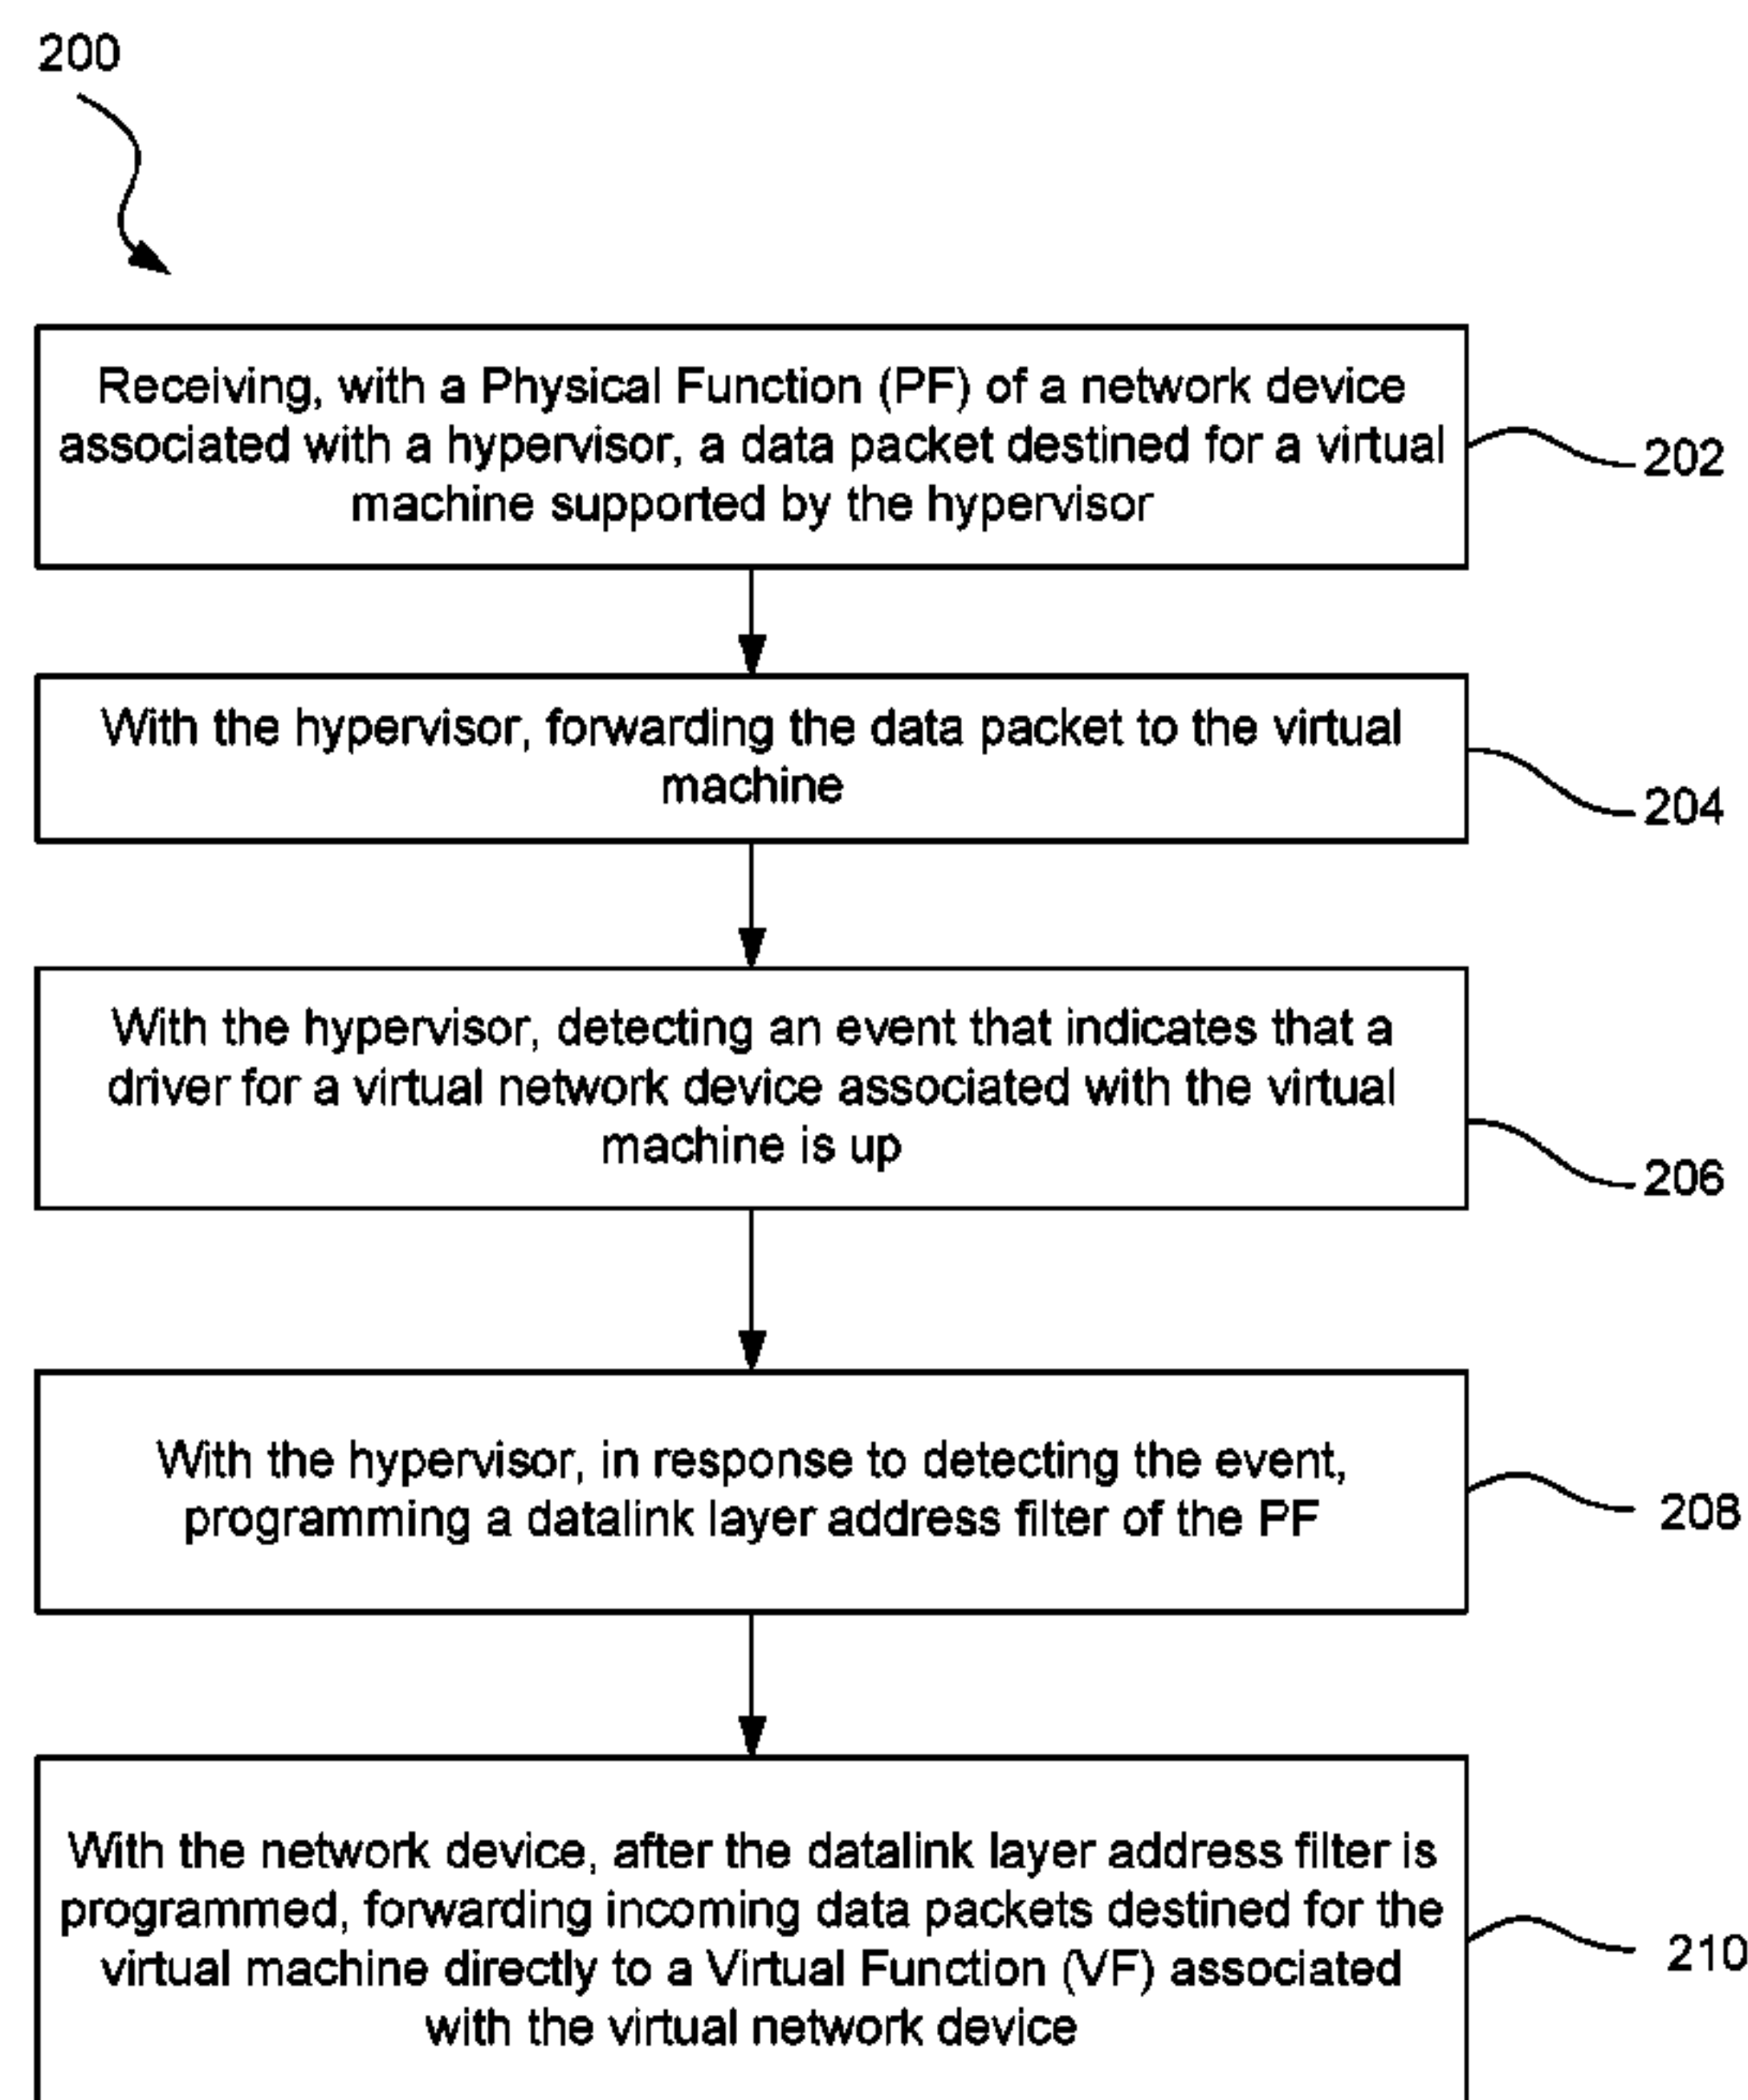 200
Receiving, with a Physical Function (PF) of a network device
associated with a hypervisor, a data packet destined for a virtual
machine supported by the hypervisor
202
With the hypervisor, forwarding the data packet to the virtual
machine
204
With the hypervisor, detecting an event that indicates that a
driver for a virtual network device associated with the virtual
machine is up
206
With the hypervisor, in response to detecting the event,
programming a datalink layer address filter of the PF
208
With the network device, after the datalink layer address filter is
programmed, forwarding incoming data packets destined for the
virtual machine directly to a Virtual Function (VF) associated
with the virtual network device
210